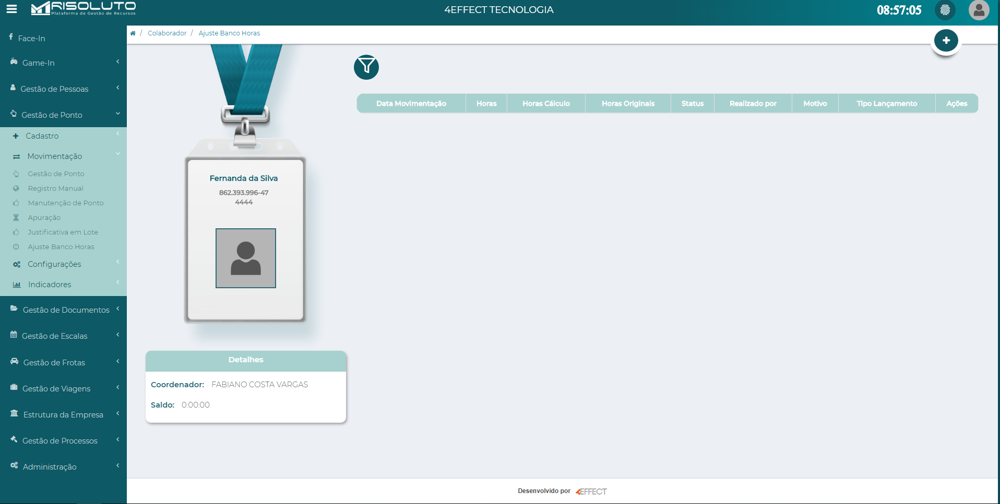 RISOLUTO
Plataforma de Gestão de Recursos
4EFFECT TECNOLOGIA
08:57:05
Face-In
Game-In
Gestão de Pessoas
Gestão de Ponto
Cadastro
Movimentação
Gestão de Ponto
Registro Manual
Manutenção de Ponto
Apuração
Justificativa em Lote
Ajuste Banco Horas
Configurações
Indicadores
Gestão de Documentos
Gestão de Escalas
Gestão de Frotas
Gestão de Viagens
Estrutura da Empresa
Gestão de Processos
Administração
/ Colaborador / Ajuste Banco Horas
Fernanda da Silva
862.393.996-47
4444
Detalhes
Coordenador: FABIANO COSTA VARGAS
Saldo: 0:00:00
Data Movimentação Horas Horas Cálculo Horas Originais Status Realizado por Motivo Tipo Lançamento Ações
Desenvolvido por 4EFFECT